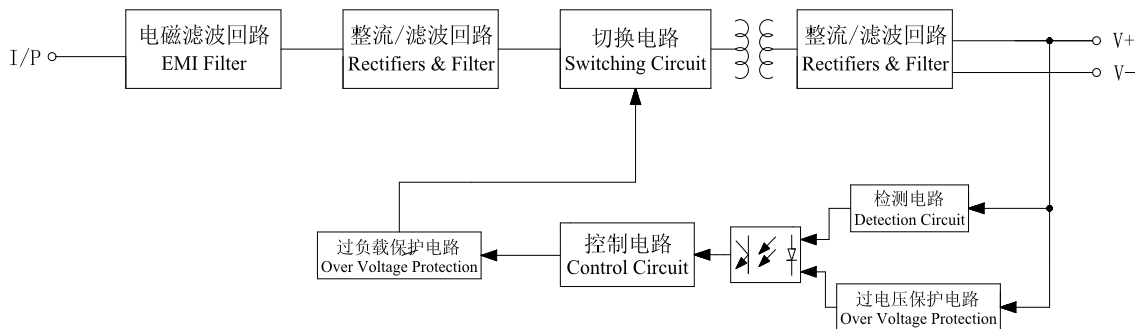 I/P
电磁滤波回路
EMI Filter
整流/滤波回路
Rectifiers & Filter
切换电路
Switching Circuit
整流/滤波回路
Rectifiers & Filter
V+
V-
检测电路
Detection Circuit
过负载保护电路
Over Voltage Protection
控制电路
Control Circuit
过电压保护电路
Over Voltage Protection